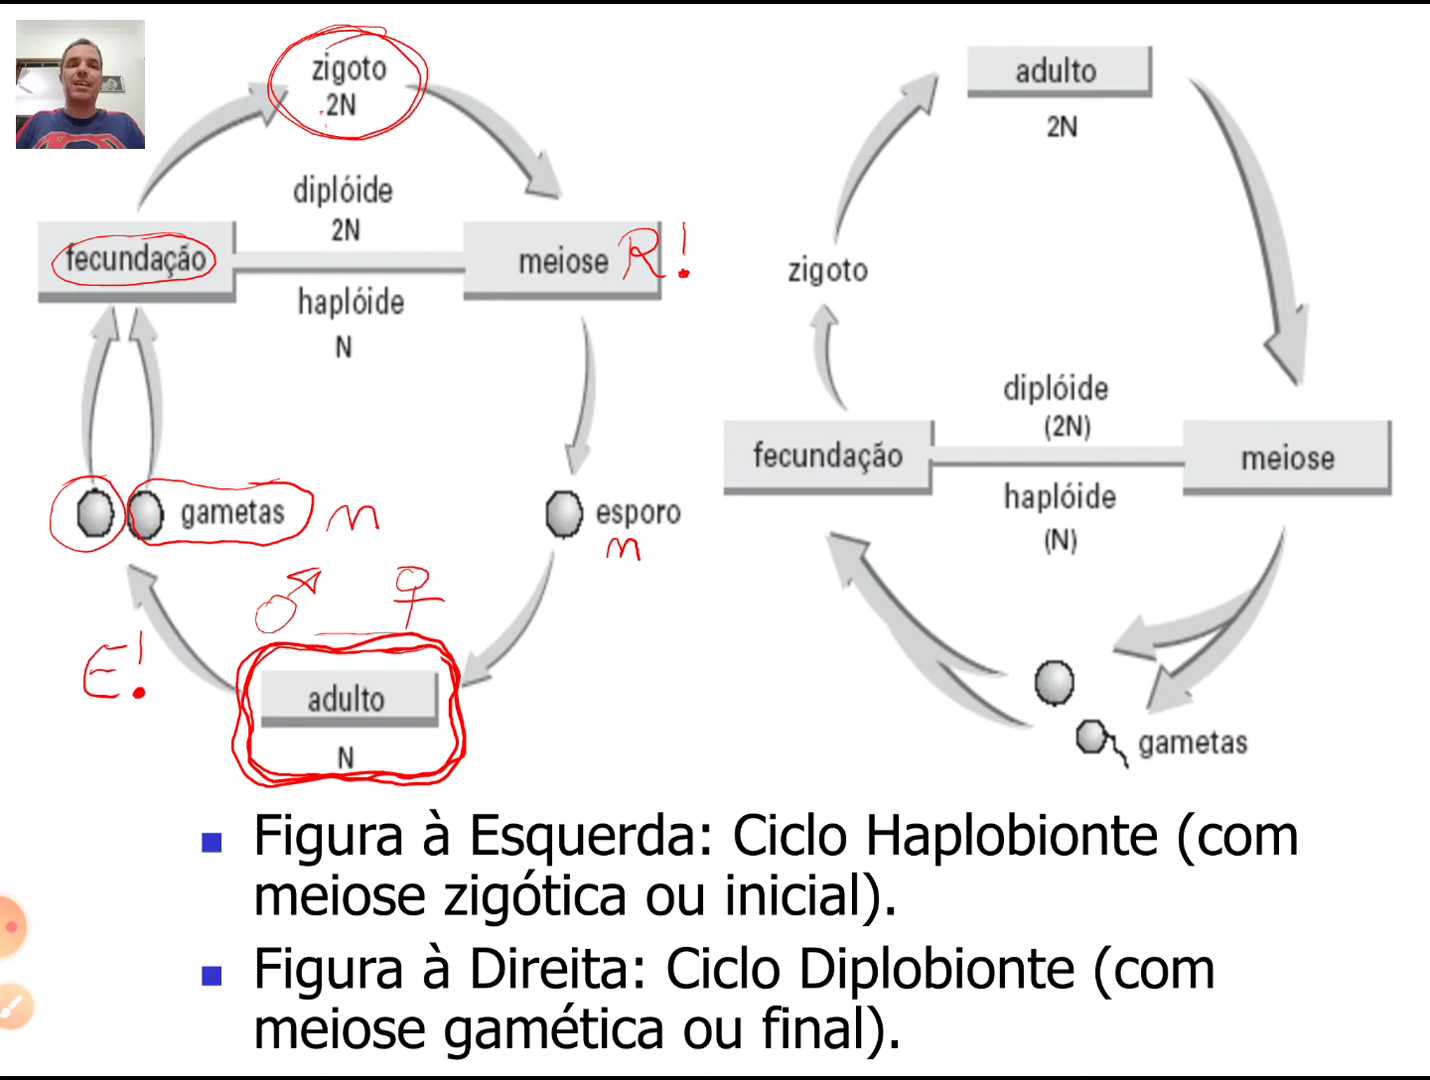 zigoto
2N
diplóide
2N
fecundação
meiose R!
haplóide
N
gametas n
esporo
n
E!
adulto
N
adulto
2N
zigoto
diplóide
(2N)
fecundação
meiose
haplóide
(N)
gametas
Figura à Esquerda: Ciclo Haplobionte (com
meiose zigótica ou inicial).
Figura à Direita: Ciclo Diplobionte (com
meiose gamética ou final).